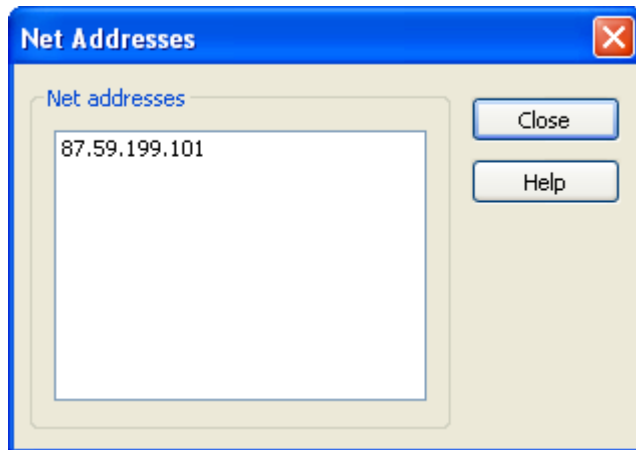 Net Addresses
Net addresses
87.59.199.101
Close
Help